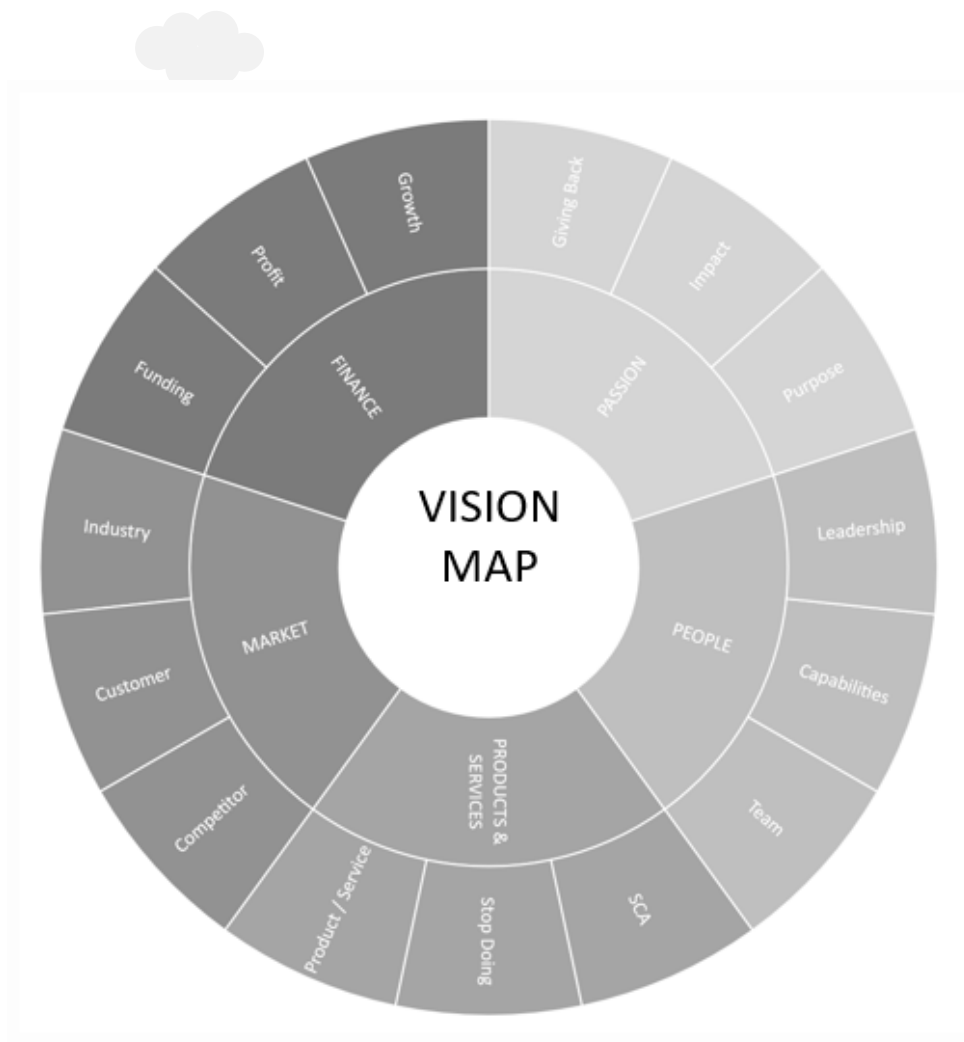 VISION
MAP
PASSION
Giving Back
Impact
Purpose
PEOPLE
Leadership
Capabilities
Team
PRODUCTS &
SERVICES
SCA
Stop Doing
Product / Service
MARKET
Competitor
Customer
Industry
FINANCE
Funding
Profit
Growth